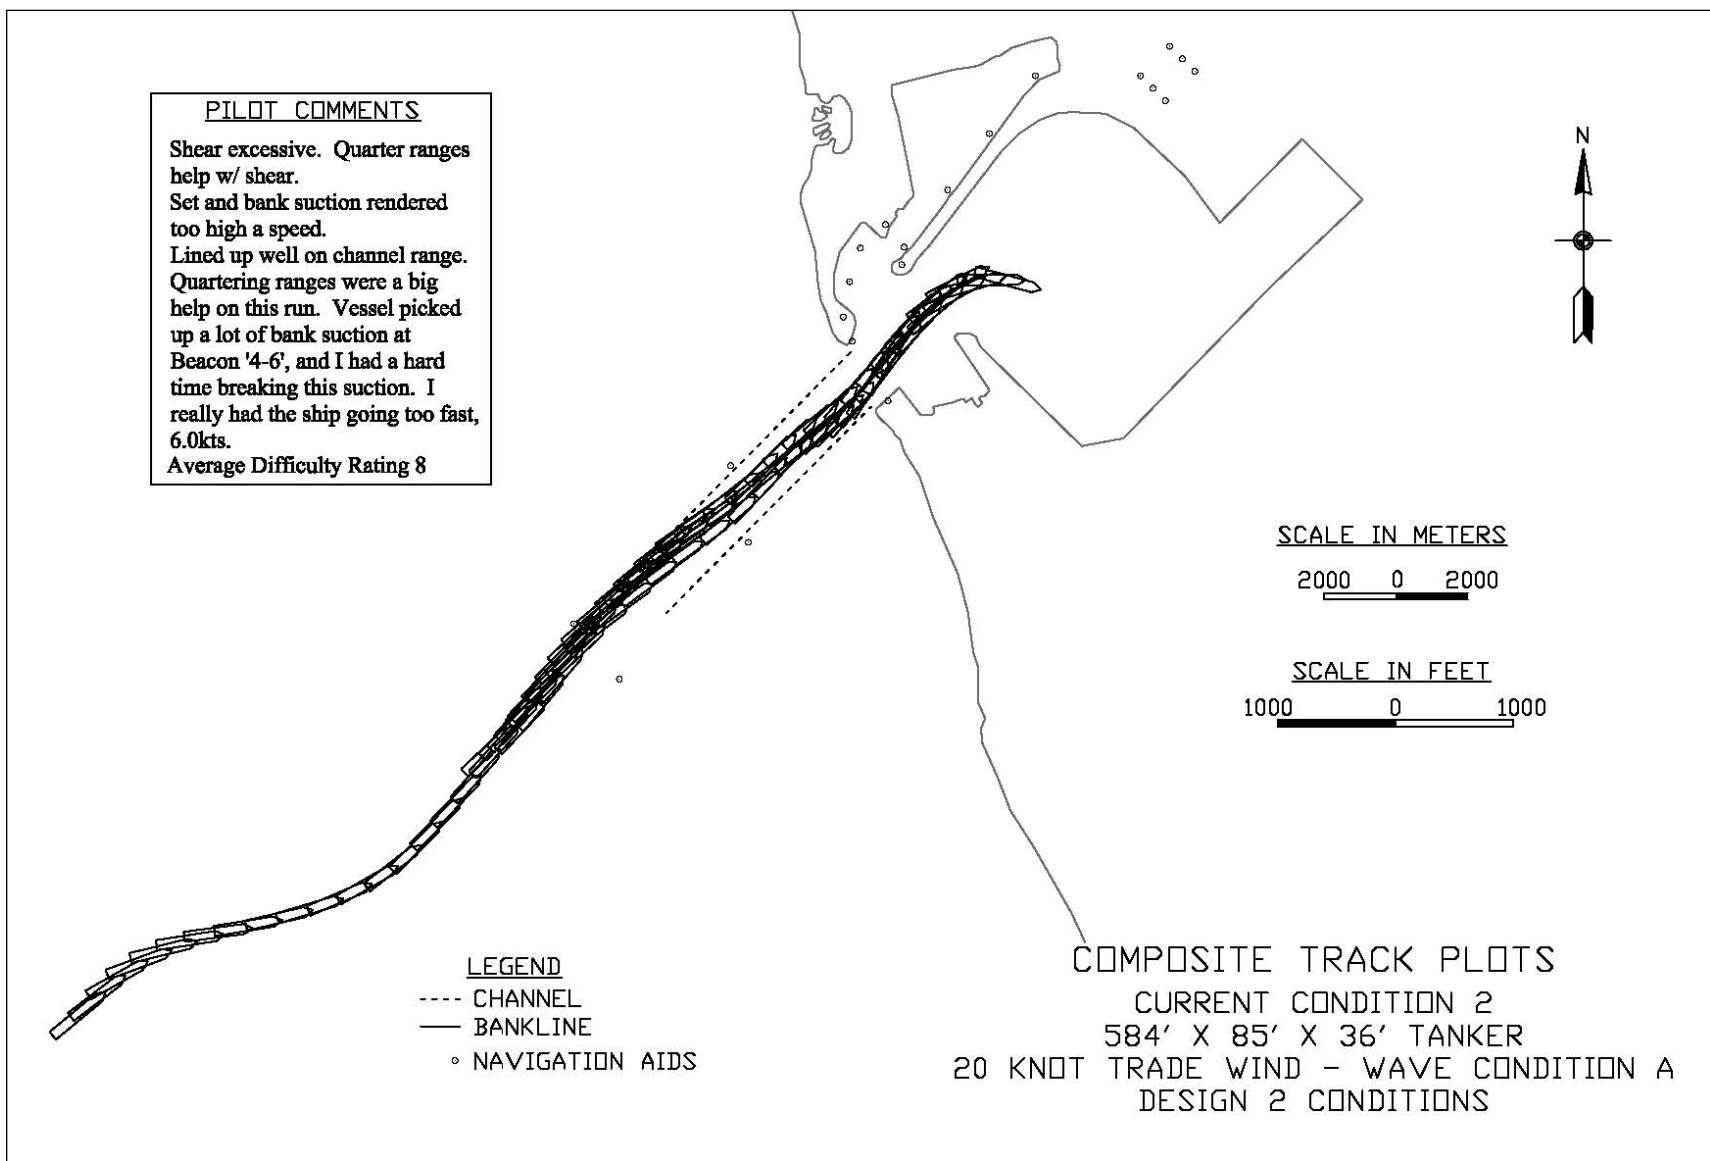 PILOT COMMENTS
Shear excessive. Quarter ranges
help w/ shear.
Set and bank suction rendered
too high a speed.
Lined up well on channel range.
Quartering ranges were a big
help on this run. Vessel picked
up a lot of bank suction at
Beacon '4-6', and I had a hard
time breaking this suction. I
really had the ship going too fast,
6.0kts.
Average Difficulty Rating 8
N
SCALE IN METERS
2000 0 2000
SCALE IN FEET
1000 0 1000
LEGEND
CHANNEL
BANKLINE
NAVIGATION AIDS
COMPOSITE TRACK PLOTS
CURRENT CONDITION 2
584' X 85' X 36' TANKER
20 KNOT TRADE WIND - WAVE CONDITION A
DESIGN 2 CONDITIONS